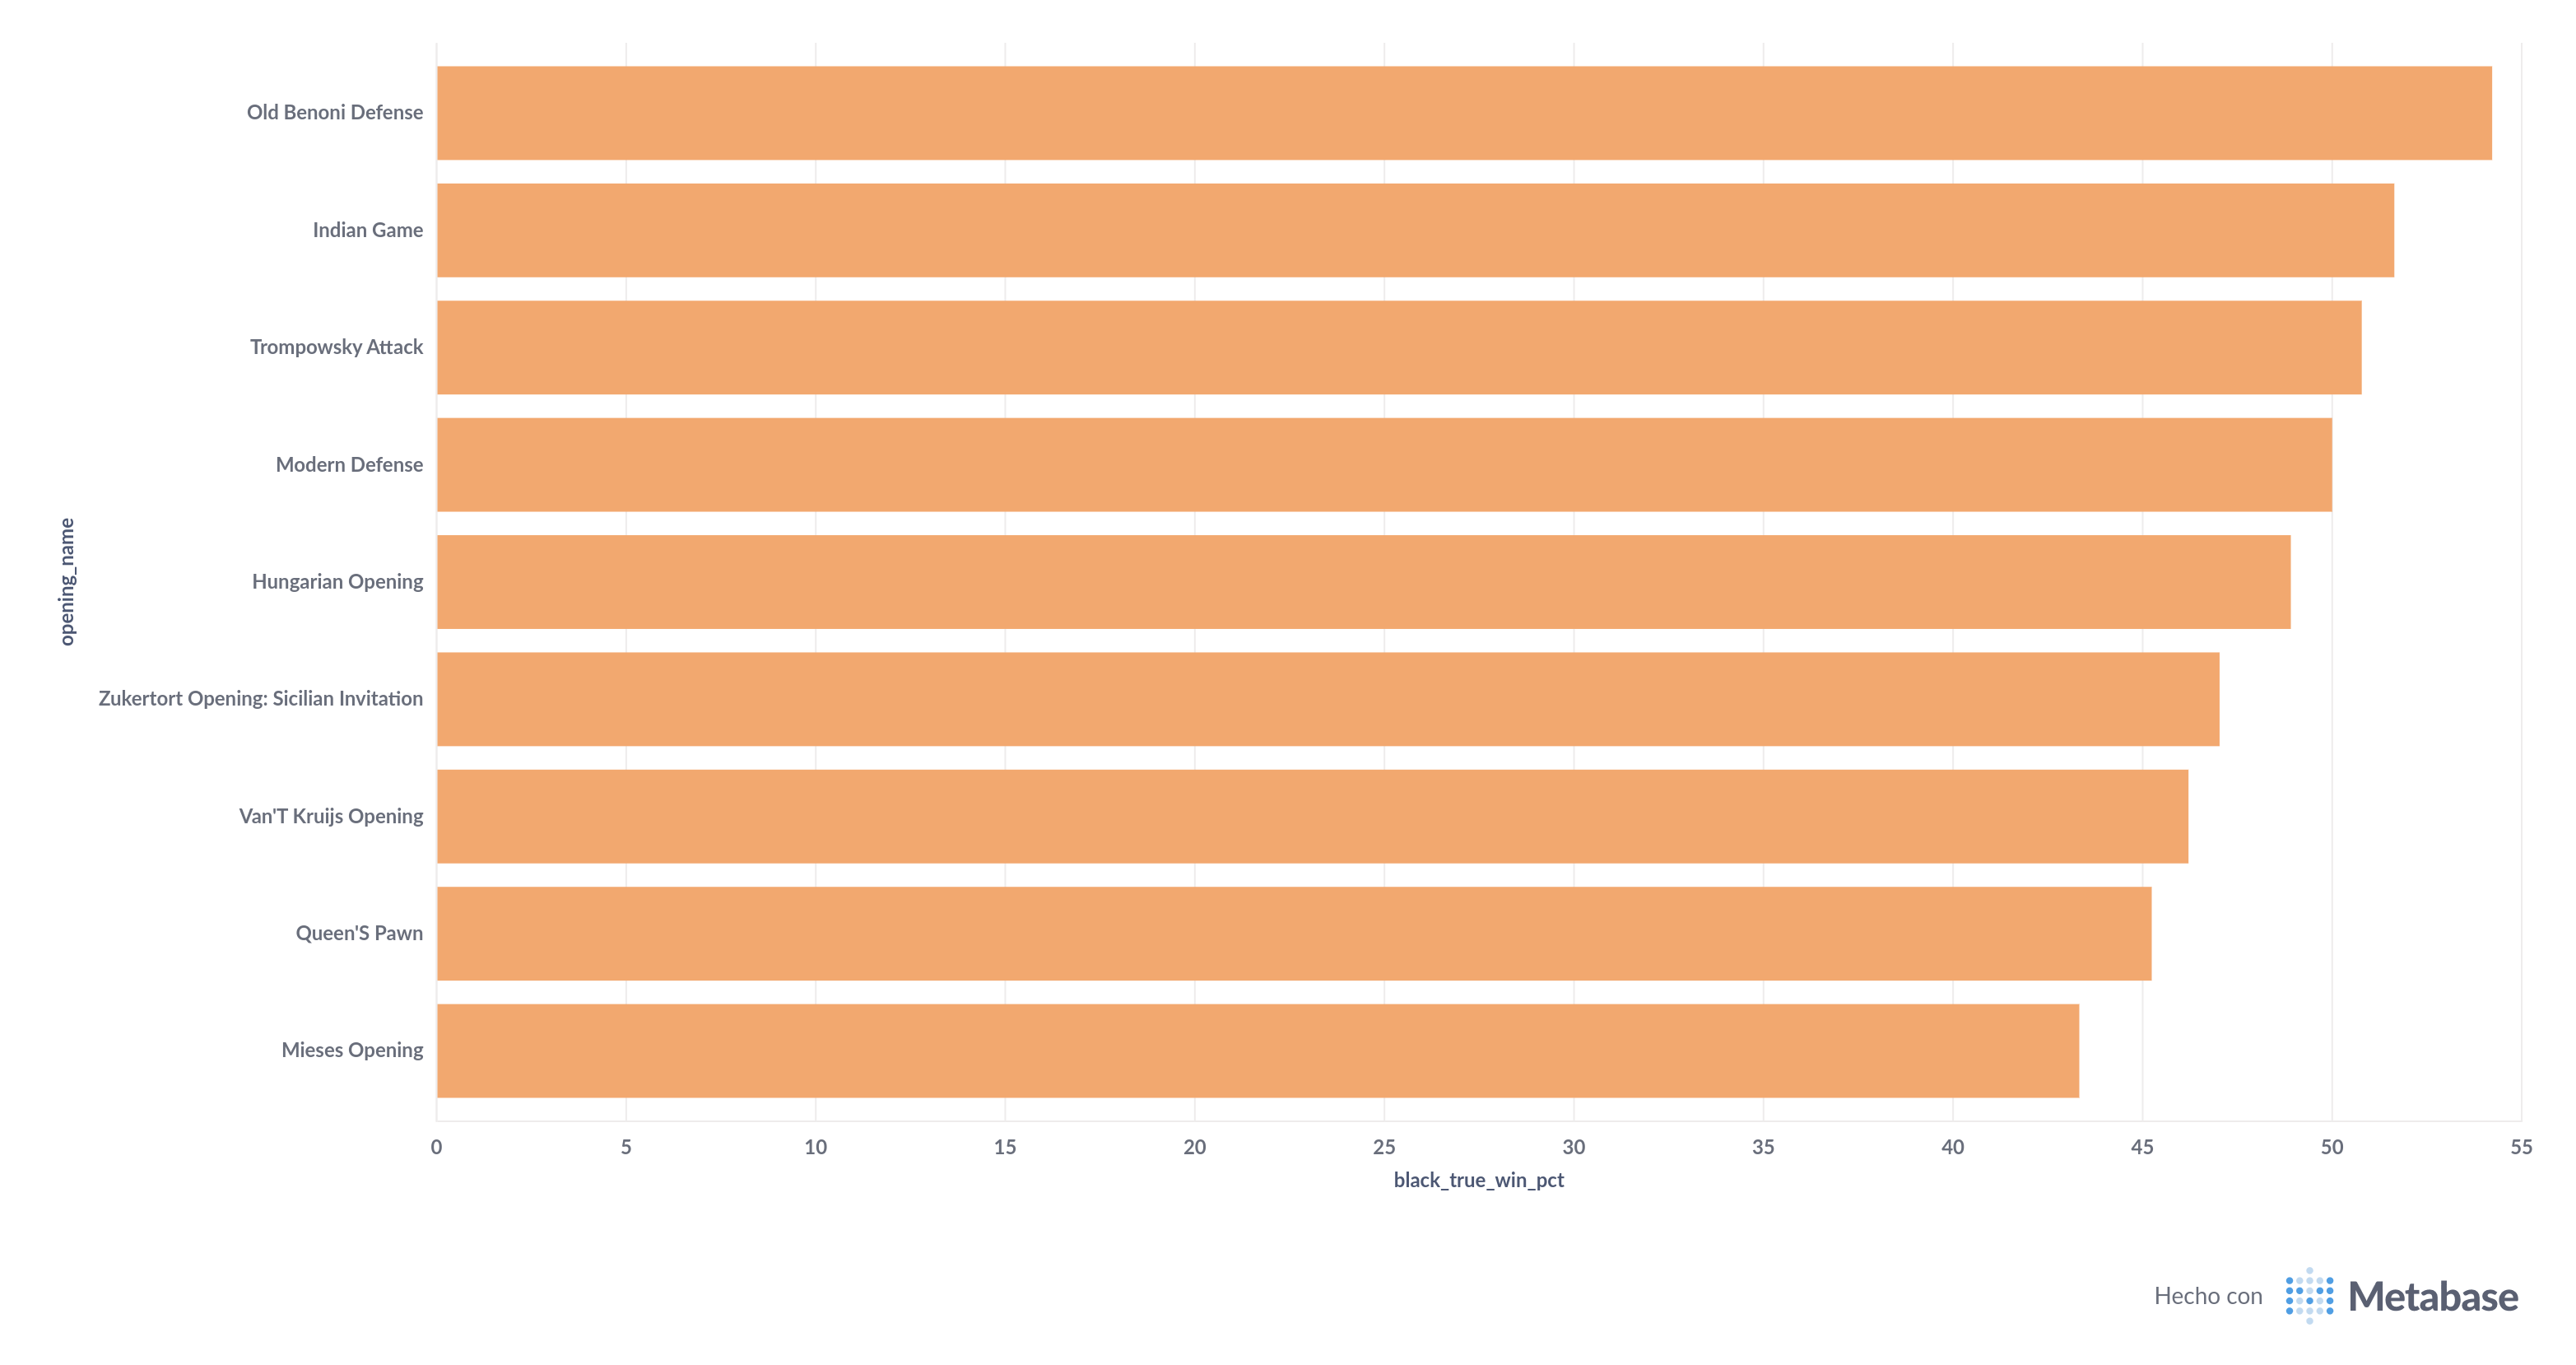 opening_name
Old Benoni Defense
Indian Game
Trompowsky Attack
Modern Defense
Hungarian Opening
Zukertort Opening: Sicilian Invitation
Van'T Kruijs Opening
Queen'S Pawn
Mieses Opening
0 5 10 15 20 25 30 35 40 45 50 55
black_true_win_pct
Hecho con Metabase